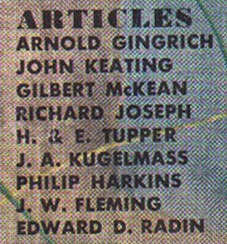 ARTICLES
ARNOLD GINGRICH
JOHN KEATING
GILBERT McKEAN
RICHARD JOSEPH
H. & E. TUPPER
J. A. KUGELMASS
PHILIP HARKINS
J. W. FLEMING
EDWARD D. RADIN